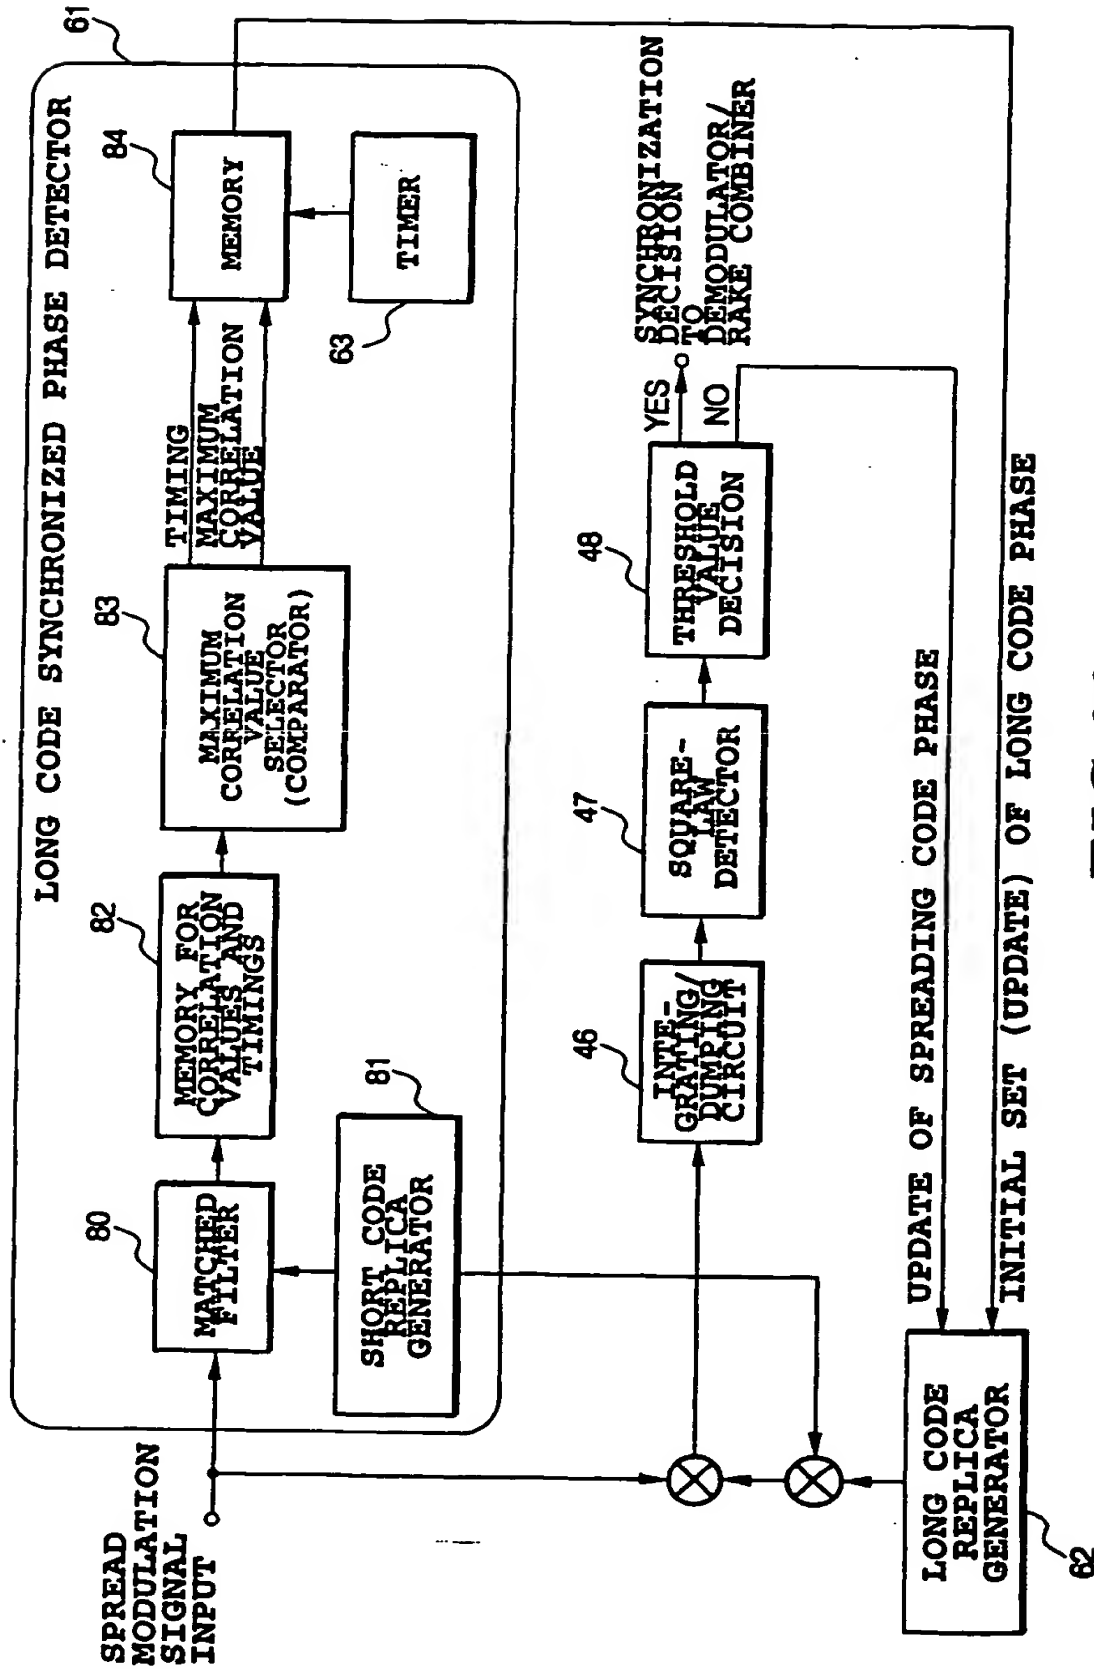 LONG CODE SYNCHRONIZED PHASE DETECTOR
61
SPREAD
MODULATION
SIGNAL
INPUT
80
MATCHED
FILTER
82
MEMORY FOR
CORRELATION
VALUES AND
TIMINGS
83
MAXIMUM
CORRELATION
VALUE
SELECTOR
(COMPARATOR)
TIMING
MAXIMUM
CORRELATION
VALUE
84
MEMORY
63
TIMER
81
SHORT CODE
REPLICA
GENERATOR
46
INTE-
GRATING/
DUMPING
CIRCUIT
47
SQUARE-
LAW
DETECTOR
48
THRESHOLD
VALUE
DECISION
YES
NO
SYNCHRONIZATION
DECISION
TO
DEMODULATOR/
RAKE COMBINER
UPDATE OF SPREADING CODE PHASE
INITIAL SET (UPDATE) OF LONG CODE PHASE
LONG CODE
REPLICA
GENERATOR
62